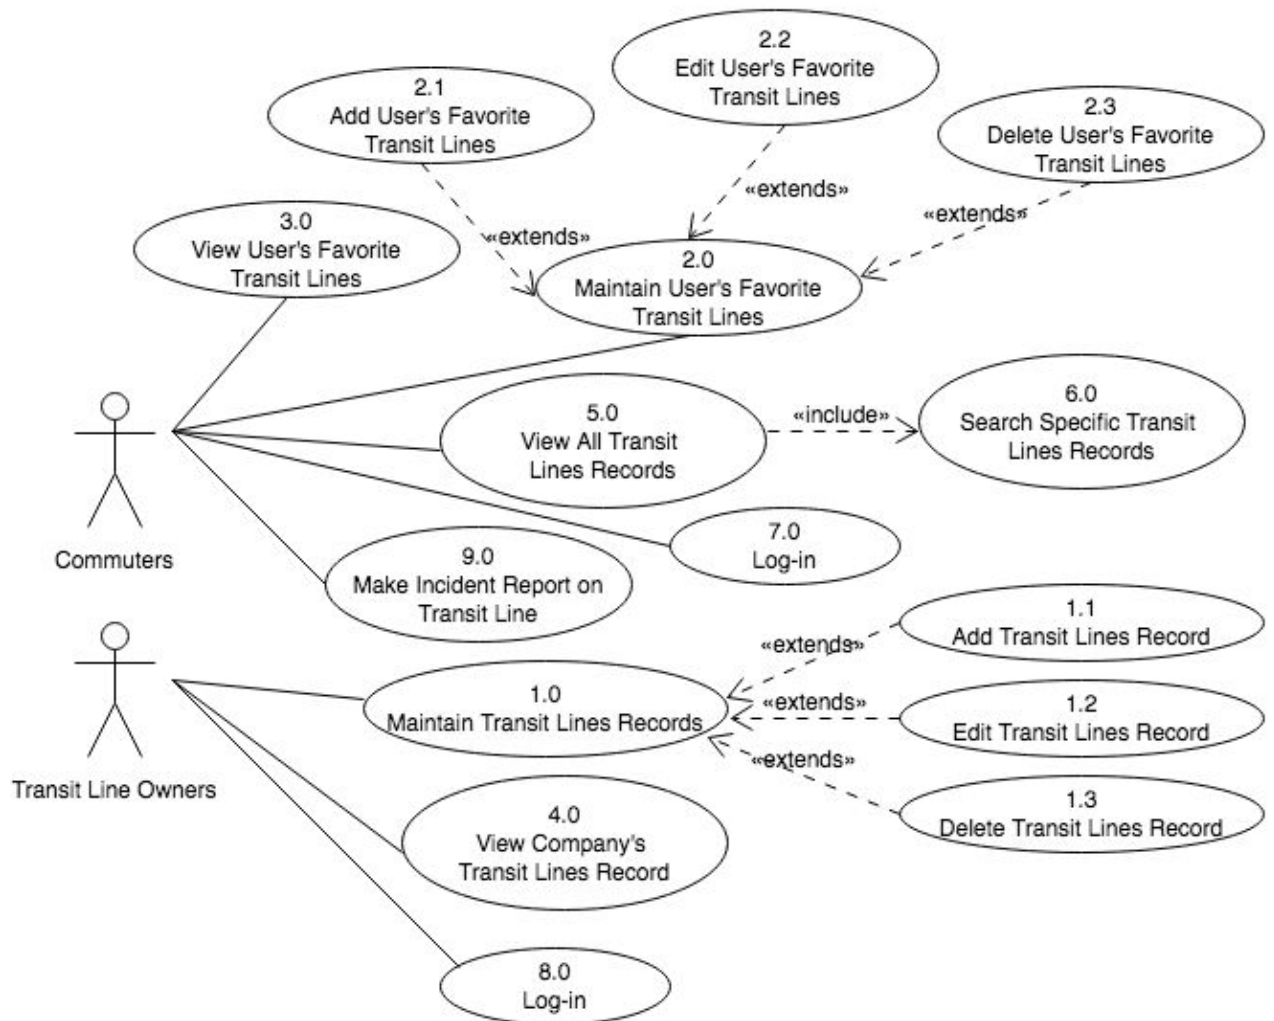 2.2
Edit User's Favorite
Transit Lines
2.1
Add User's Favorite
Transit Lines
2.3
Delete User's Favorite
Transit Lines
«extends»
«extends»
«extends»
3.0
View User's Favorite
Transit Lines
2.0
Maintain User's Favorite
Transit Lines
5.0
View All Transit
Lines Records
«include»
6.0
Search Specific Transit
Lines Records
7.0
Log-in
Commuters
9.0
Make Incident Report on
Transit Line
1.1
Add Transit Lines Record
«extends»
1.0
Maintain Transit Lines Records
«extends»
1.2
Edit Transit Lines Record
«extends»
1.3
Delete Transit Lines Record
Transit Line Owners
4.0
View Company's
Transit Lines Record
8.0
Log-in